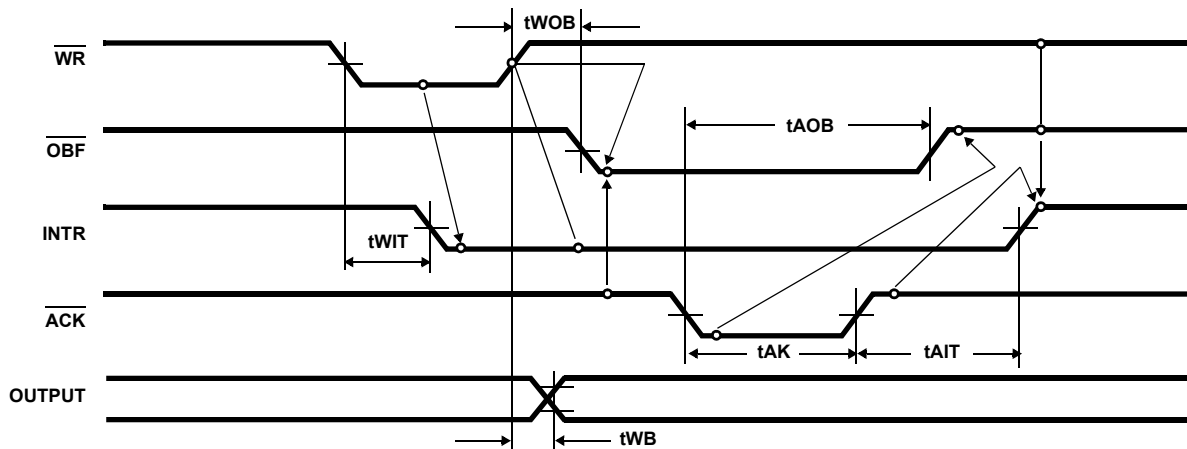 tWOB
WR
OBF
tAOB
INTR
tWIT
ACK
tAK
tAIT
OUTPUT
tWB